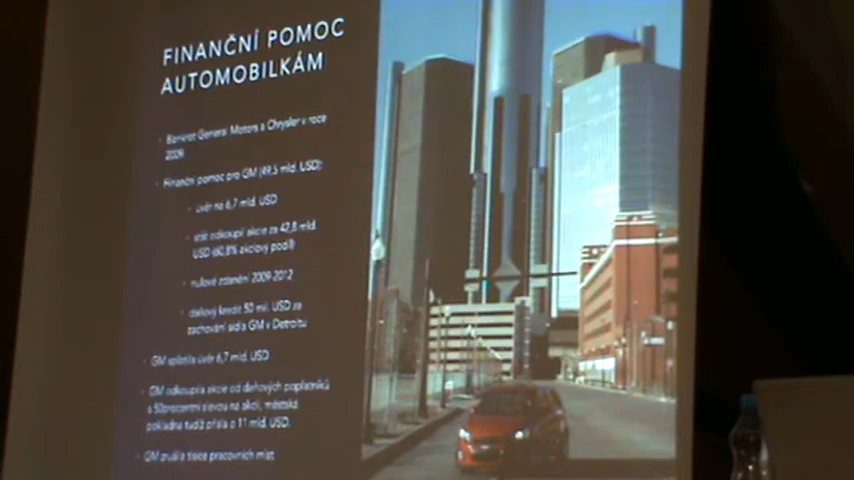 FINANČNÍ POMOC
AUTOMOBILKÁM
Bankrot General Motors a Chrysler v roce
2009
Finanční pomoc pro GM (49,5 mld. USD):
úvěr na 6,7 mld. USD
stát odkoupil akcie za 42,8 mld.
USD (60,8% akciový podíl)
nulové zdanění 2009-2012
daňový kredit 50 mil. USD za
zachování sídla GM v Detroitu
GM splatila úvěr 6,7 mld. USD
GM odkoupila akcie od daňových poplatníků
s 50procentní slevou na akcii, městská
pokladna tudíž přišla o 11 mld. USD.
GM zrušila tisíce pracovních míst